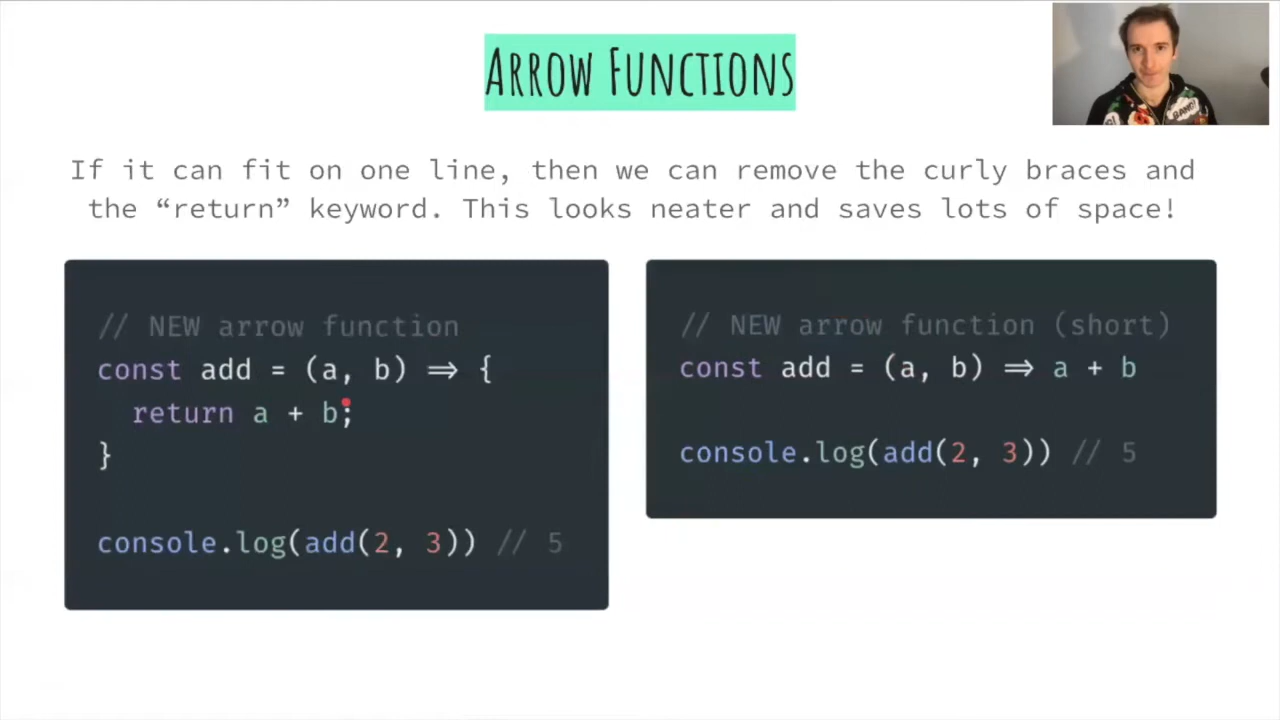 ARROW FUNCTIONS
If it can fit on one line, then we can remove the curly braces and
the “return” keyword. This looks neater and saves lots of space!
// NEW arrow function
const add = (a, b) => {
  return a + b;
}
console.log(add(2, 3)) // 5
// NEW arrow function (short)
const add = (a, b) => a + b
console.log(add(2, 3)) // 5
BANG!